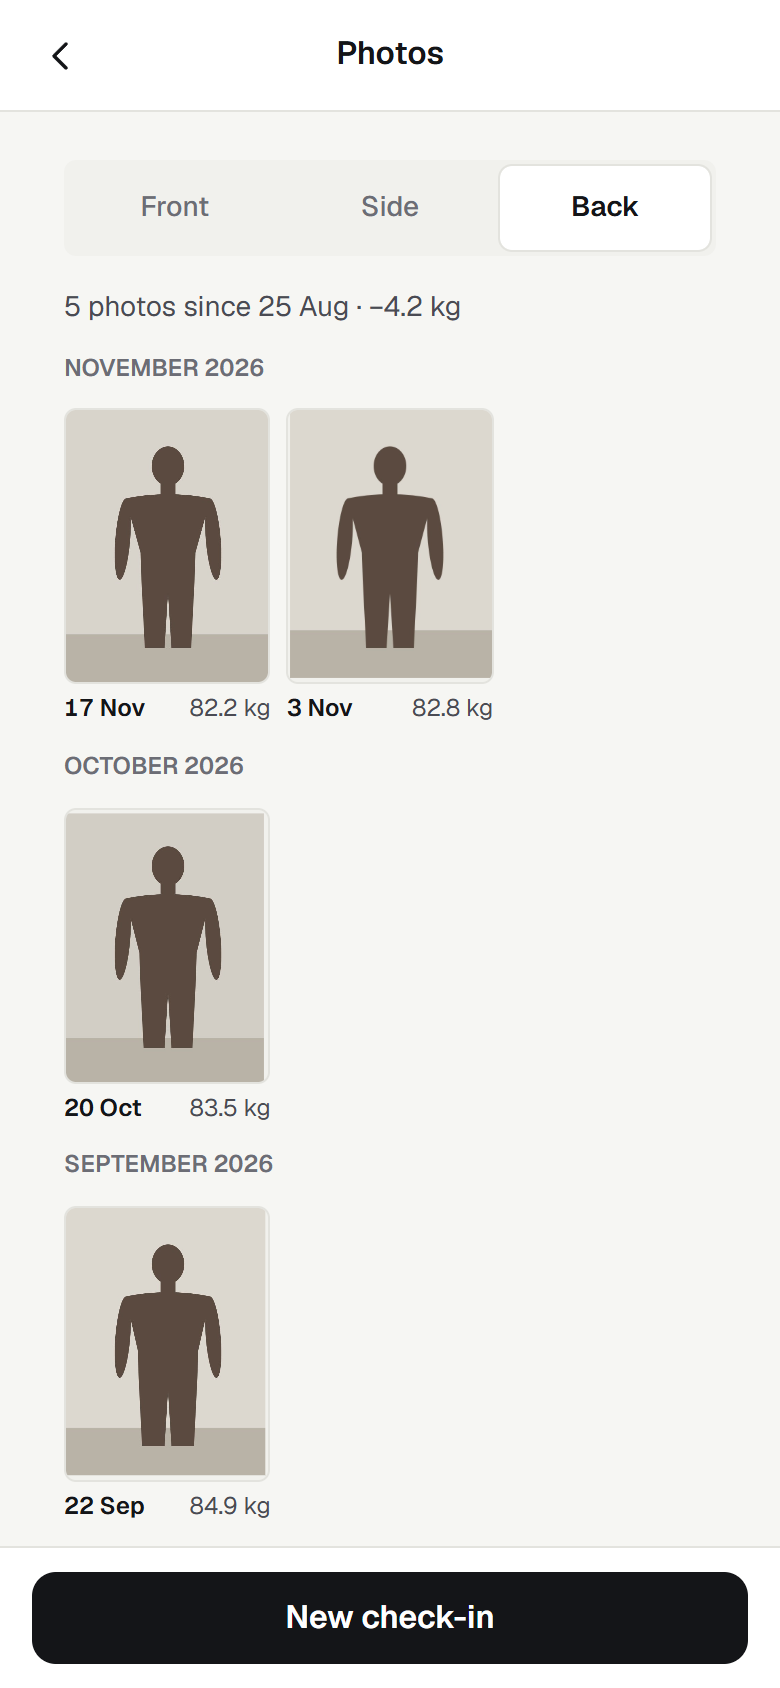 Photos
Front Side Back
5 photos since 25 Aug · −4.2 kg
NOVEMBER 2026
17 Nov 82.2 kg 3 Nov 82.8 kg
OCTOBER 2026
20 Oct 83.5 kg
SEPTEMBER 2026
22 Sep 84.9 kg
New check-in